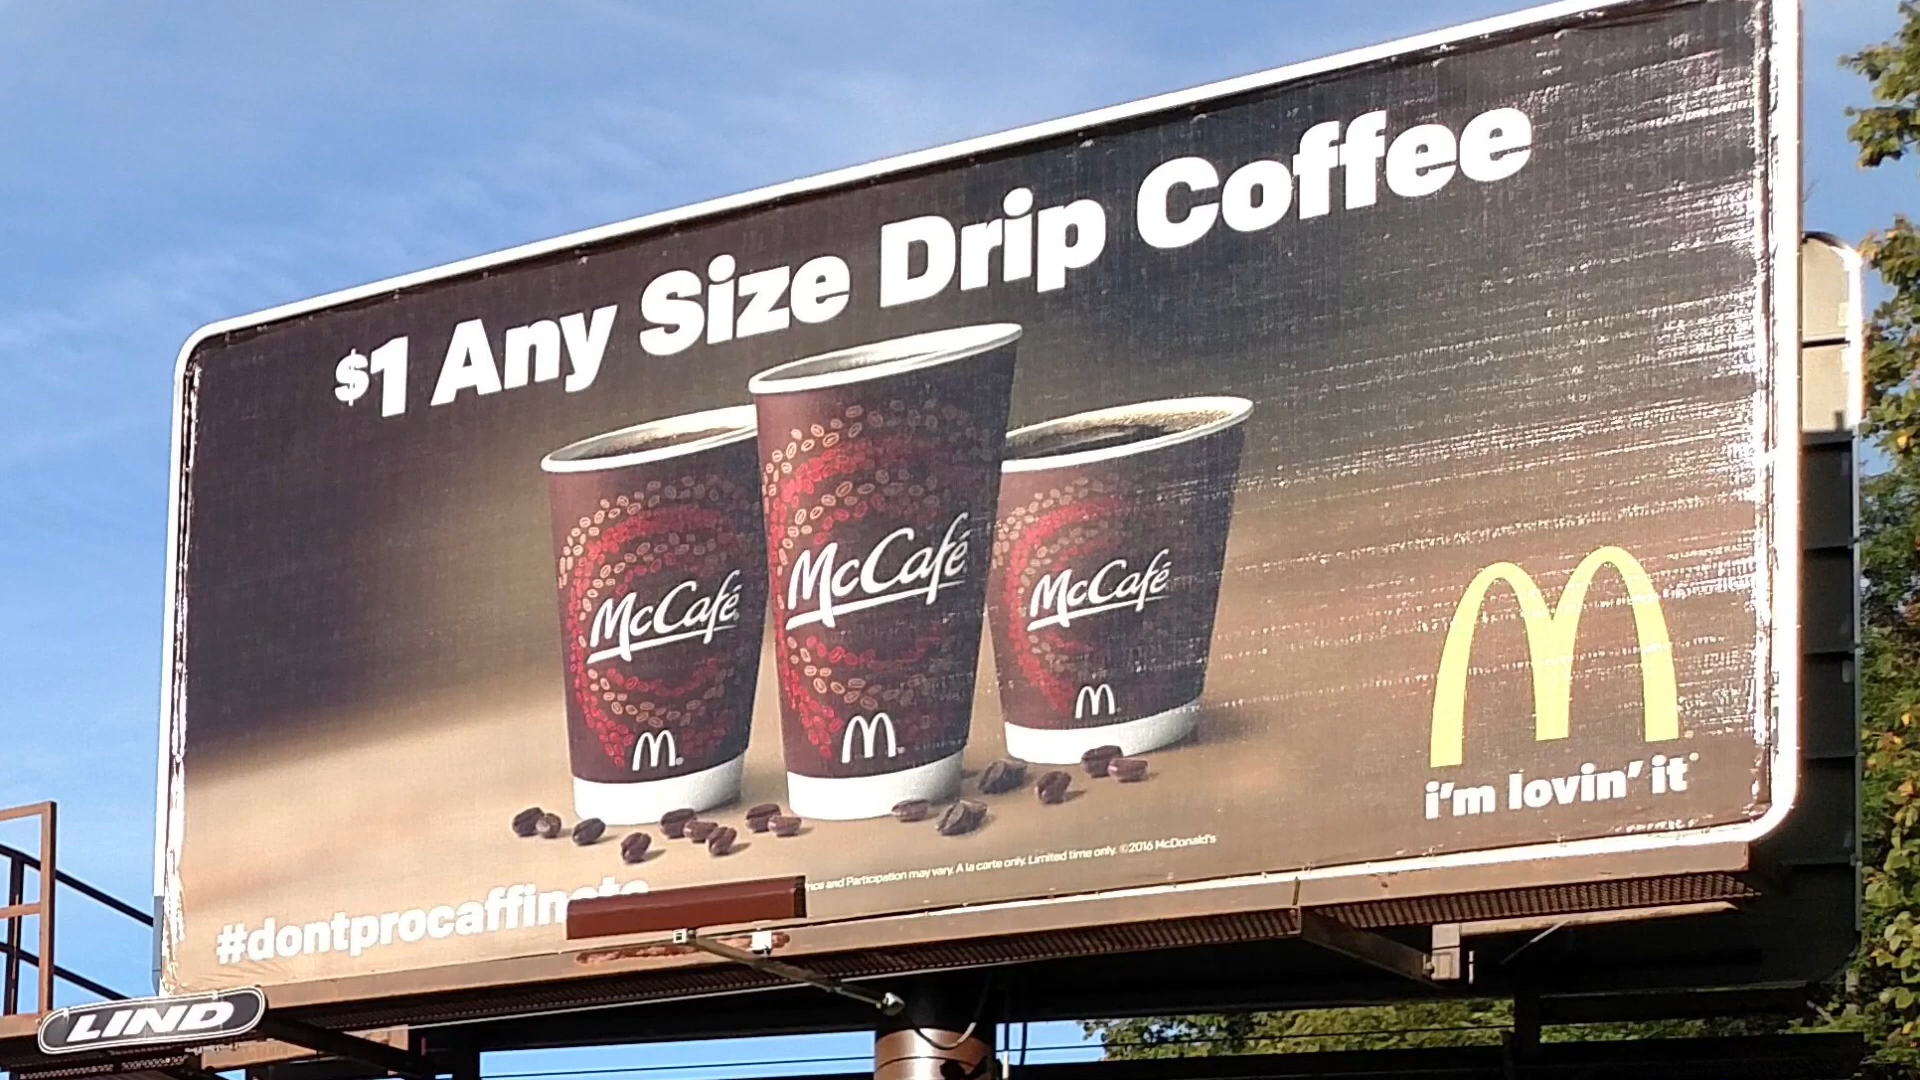 $1 Any Size Drip Coffee
McCafé
McCafé
McCafé
M
M
M
M
i'm lovin' it
and Participation may vary. A la carte only. Limited time only. ©2016 McDonald's
#dontprocaffinate
LIND